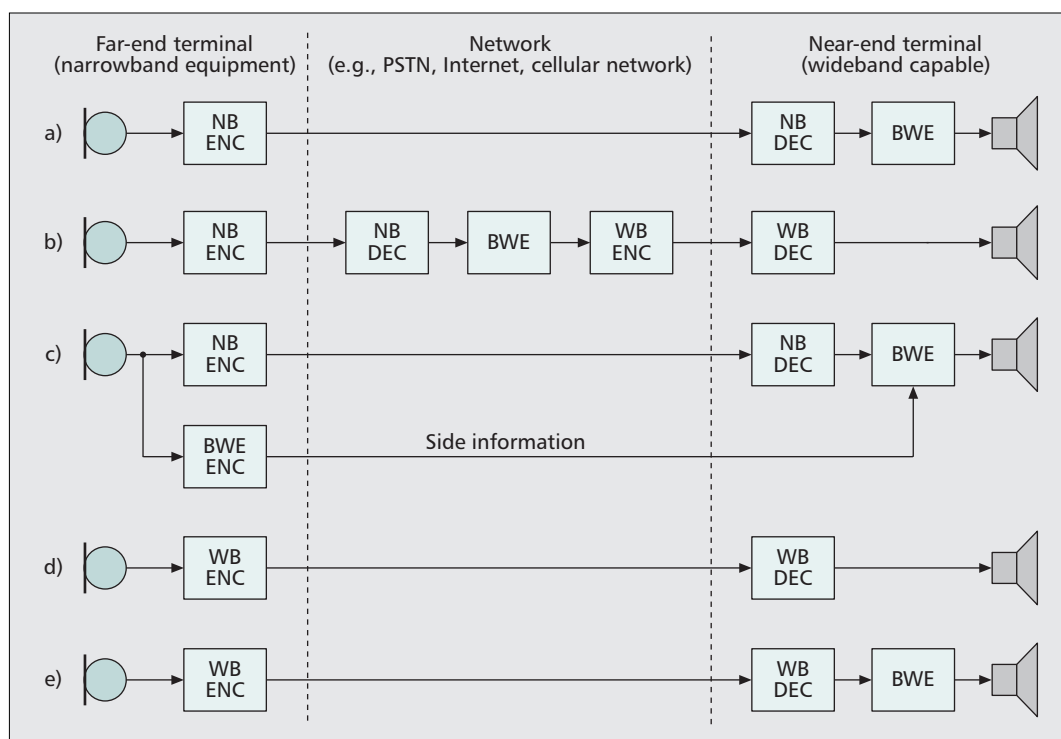 Far-end terminal
(narrowband equipment)
Network
(e.g., PSTN, Internet, cellular network)
Near-end terminal
(wideband capable)
a)
NB
ENC
NB
DEC
BWE
b)
NB
ENC
NB
DEC
BWE
WB
ENC
WB
DEC
c)
NB
ENC
NB
DEC
BWE
BWE
ENC
Side information
d)
WB
ENC
WB
DEC
e)
WB
ENC
WB
DEC
BWE